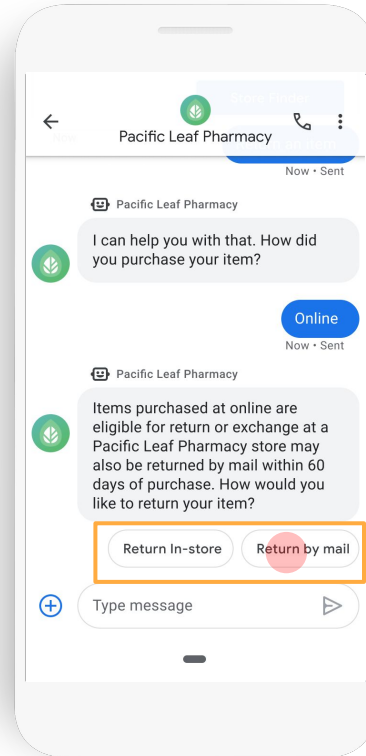 Pacific Leaf Pharmacy
Now • Sent
Pacific Leaf Pharmacy
I can help you with that. How did
you purchase your item?
Online
Now • Sent
Pacific Leaf Pharmacy
Items purchased at online are
eligible for return or exchange at a
Pacific Leaf Pharmacy store may
also be returned by mail within 60
days of purchase. How would you
like to return your item?
Return In-store Return by mail
Type message